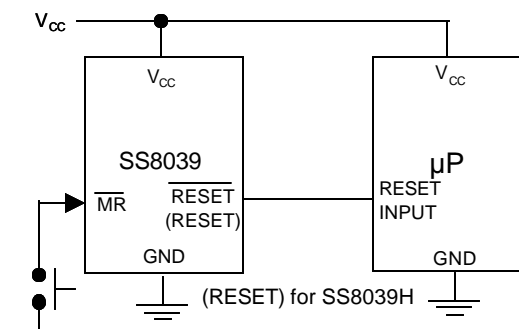 Vcc
VCC
VCC
SS8039
μP
MR
RESET
(RESET)
RESET
INPUT
GND
GND
(RESET) for SS8039H